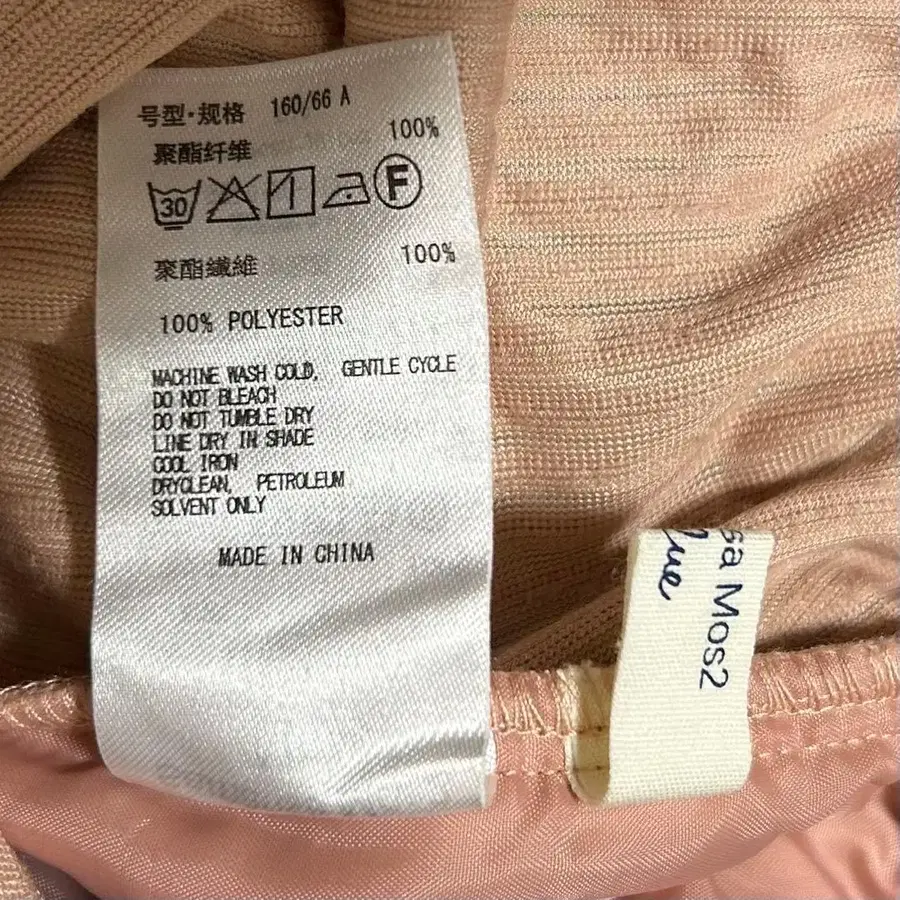 号型·规格 160/66 A
聚酯纤维 100%
30 F
聚酯纖維 100%
100% POLYESTER
MACHINE WASH COLD, GENTLE CYCLE
DO NOT BLEACH
DO NOT TUMBLE DRY
LINE DRY IN SHADE
COOL IRON
DRYCLEAN, PETROLEUM
SOLVENT ONLY
MADE IN CHINA
sa Mos2
lue